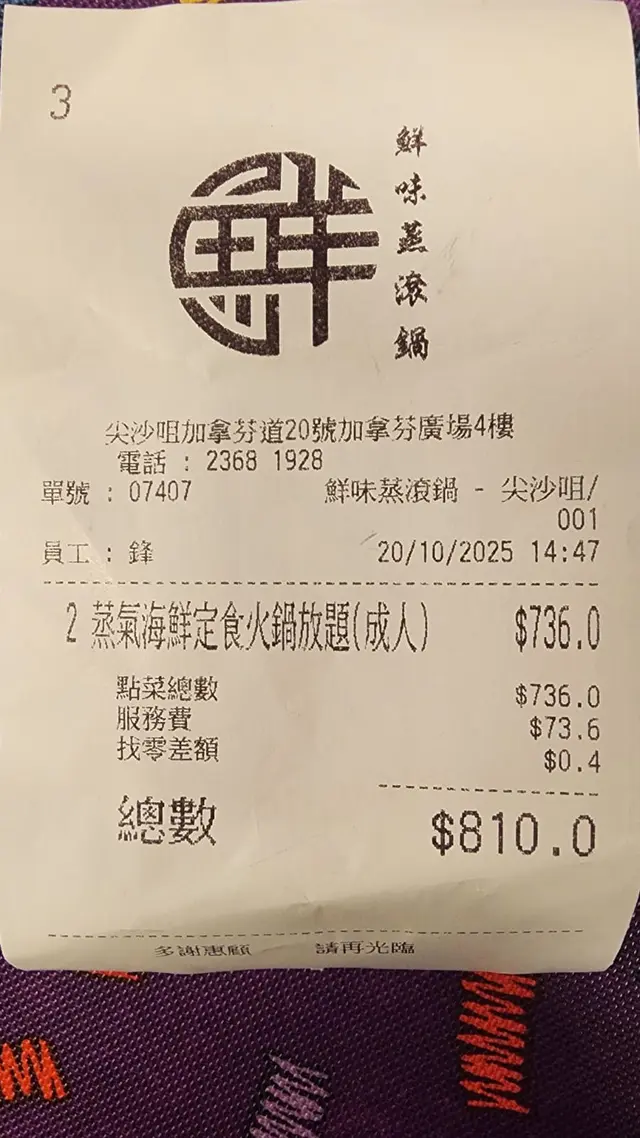 3
鮮
鮮味蒸滾鍋
尖沙咀加拿芬道20號加拿芬廣場4樓
電話 : 2368 1928
單號 : 07407 鮮味蒸滾鍋 - 尖沙咀/
001
員工 : 鋒 20/10/2025 14:47
2 蒸氣海鮮定食火鍋放題(成人) $736.0
點菜總數 $736.0
服務費 $73.6
找零差額 $0.4
總數 $810.0
多謝惠顧 請再光臨